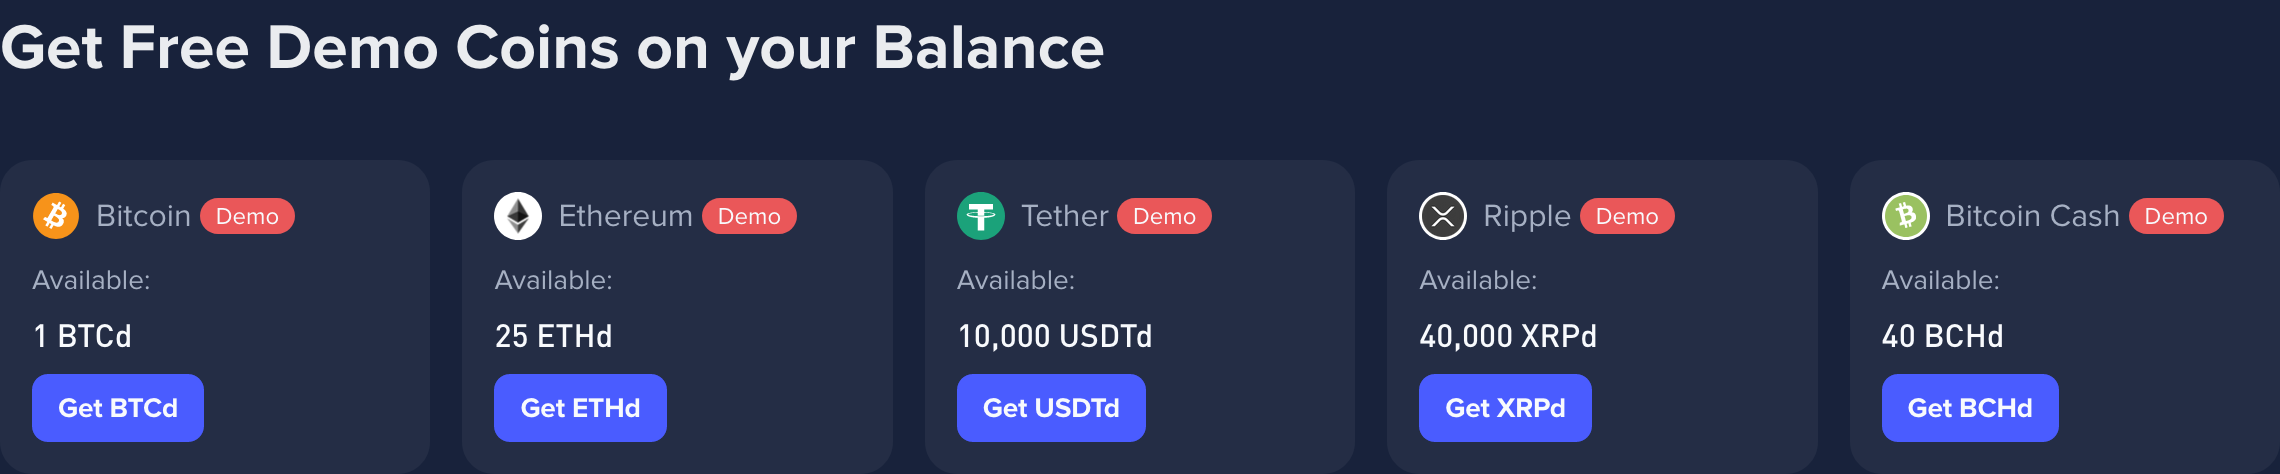 Get Free Demo Coins on your Balance
Bitcoin Demo
Available:
1 BTCd
Get BTCd
Ethereum Demo
Available:
25 ETHd
Get ETHd
Tether Demo
Available:
10,000 USDTd
Get USDTd
Ripple Demo
Available:
40,000 XRPd
Get XRPd
Bitcoin Cash Demo
Available:
40 BCHd
Get BCHd